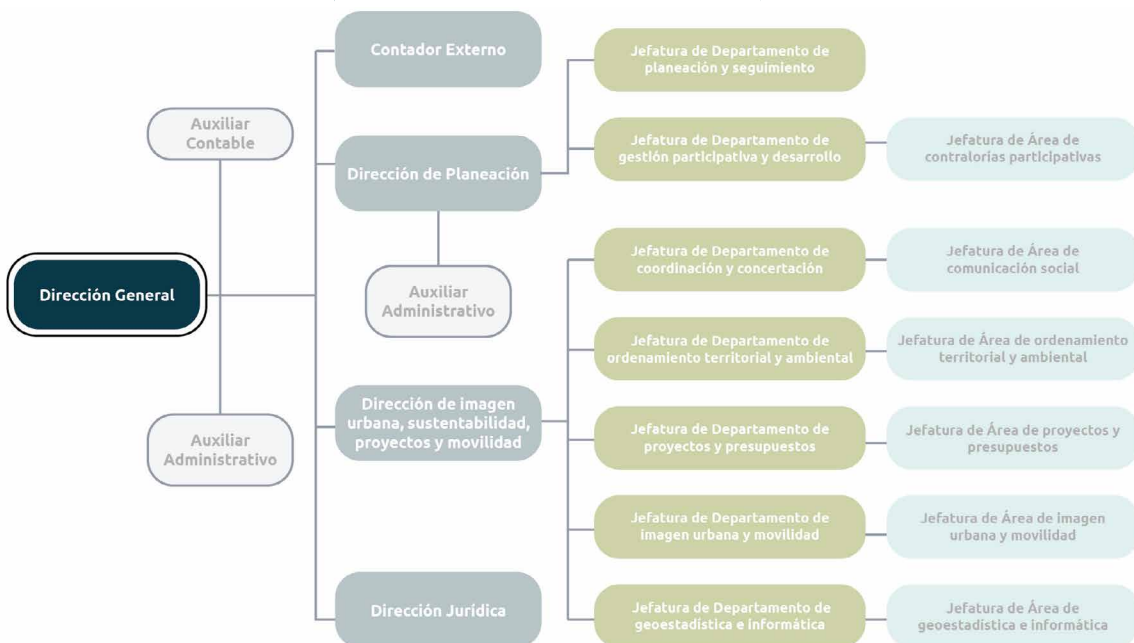 Dirección General
Auxiliar
Contable
Auxiliar
Administrativo
Contador Externo
Dirección de Planeación
Auxiliar
Administrativo
Dirección de imagen
urbana, sustentabilidad,
proyectos y movilidad
Dirección Jurídica
Jefatura de Departamento de
planeación y seguimiento
Jefatura de Departamento de
gestión participativa y desarrollo
Jefatura de Área de
contralorías participativas
Jefatura de Departamento de
coordinación y concertación
Jefatura de Área de
comunicación social
Jefatura de Departamento de
ordenamiento territorial y ambiental
Jefatura de Área de ordenamiento
territorial y ambiental
Jefatura de Departamento de
proyectos y presupuestos
Jefatura de Área de proyectos y
presupuestos
Jefatura de Departamento de
imagen urbana y movilidad
Jefatura de Área de imagen
urbana y movilidad
Jefatura de Departamento de
geoestadística e informática
Jefatura de Área de
geoestadística e informática